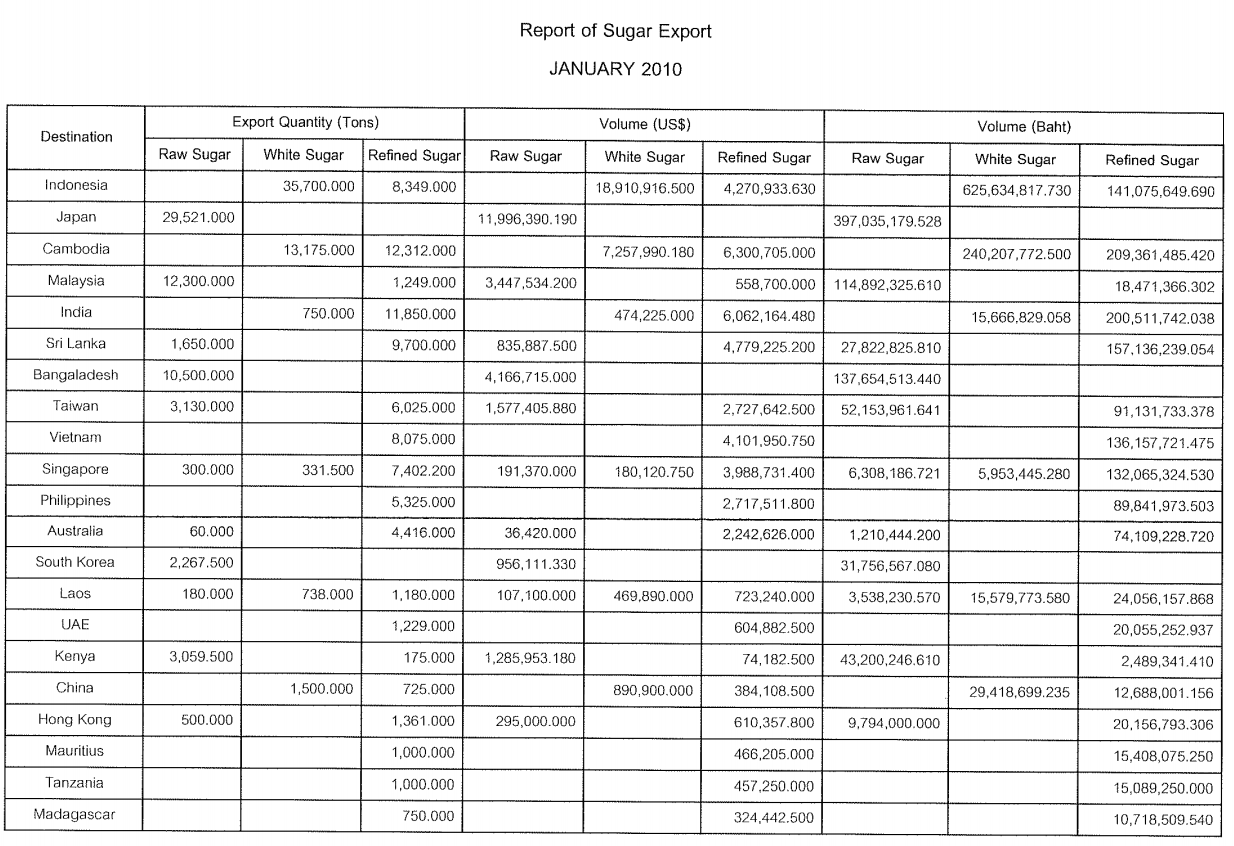 Report of Sugar Export
JANUARY 2010
Destination Export Quantity (Tons) Volume (US$) Volume (Baht)
Raw Sugar White Sugar Refined Sugar Raw Sugar White Sugar Refined Sugar Raw Sugar White Sugar Refined Sugar
Indonesia 35,700.000 8,349.000 18,910,916.500 4,270,933.630 625,634,817.730 141,075,649.690
Japan 29,521.000 11,996,390.190 397,035,179.528
Cambodia 13,175.000 12,312.000 7,257,990.180 6,300,705.000 240,207,772.500 209,361,485.420
Malaysia 12,300.000 1,249.000 3,447,534.200 558,700.000 114,892,325.610 18,471,366.302
India 750.000 11,850.000 474,225.000 6,062,164.480 15,666,829.058 200,511,742.038
Sri Lanka 1,650.000 9,700.000 835,887.500 4,779,225.200 27,822,825.810 157,136,239.054
Bangaladesh 10,500.000 4,166,715.000 137,654,513.440
Taiwan 3,130.000 6,025.000 1,577,405.880 2,727,642.500 52,153,961.641 91,131,733.378
Vietnam 8,075.000 4,101,950.750 136,157,721.475
Singapore 300.000 331.500 7,402.200 191,370.000 180,120.750 3,988,731.400 6,308,186.721 5,953,445.280 132,065,324.530
Philippines 5,325.000 2,717,511.800 89,841,973.503
Australia 60.000 4,416.000 36,420.000 2,242,626.000 1,210,444.200 74,109,228.720
South Korea 2,267.500 956,111.330 31,756,567.080
Laos 180.000 738.000 1,180.000 107,100.000 469,890.000 723,240.000 3,538,230.570 15,579,773.580 24,056,157.868
UAE 1,229.000 604,882.500 20,055,252.937
Kenya 3,059.500 175.000 1,285,953.180 74,182.500 43,200,246.610 2,489,341.410
China 1,500.000 725.000 890,900.000 384,108.500 29,418,699.235 12,688,001.156
Hong Kong 500.000 1,361.000 295,000.000 610,357.800 9,794,000.000 20,156,793.306
Mauritius 1,000.000 466,205.000 15,408,075.250
Tanzania 1,000.000 457,250.000 15,089,250.000
Madagascar 750.000 324,442.500 10,718,509.540